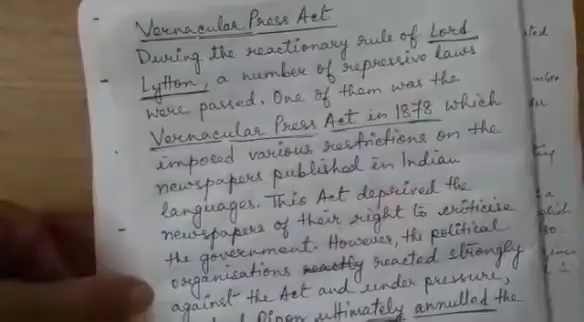 Vernacular Press Act
During the reactionary rule of Lord
Lytton, a number of repressive laws
were passed. One of them was the
Vernacular Press Act in 1878 which
imposed various restrictions on the
newspapers published in Indian
languages. This Act deprived the
newspapers of their right to criticise
the government. However, the political
organisations reactly reacted strongly
against the Act and under pressure,
Ripon ultimately annulled the